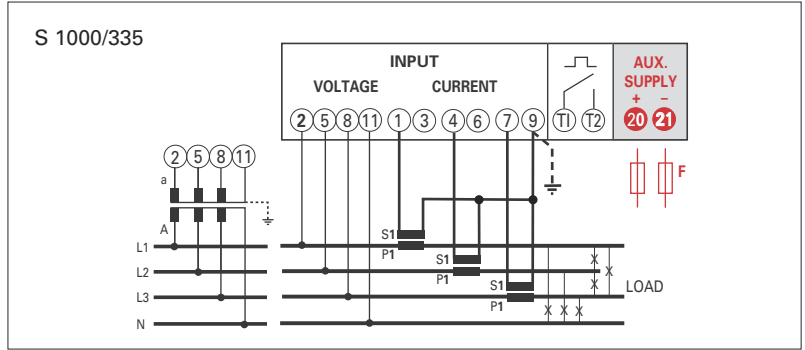 S 1000/335
INPUT
VOLTAGE CURRENT
AUX.
SUPPLY
+ −
2 5 8 11 1 3 4 6 7 9 T1 T2 20 21
2 5 8 11
a
F
A
S1
L1
P1
S1
L2
P1
S1
L3
LOAD
P1
N
X
X
X
X X X